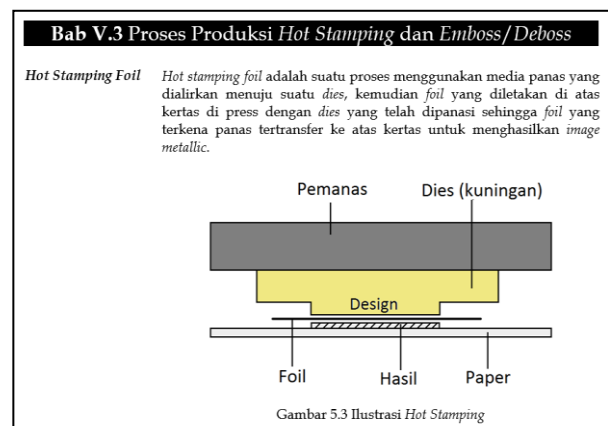 Bab V.3 Proses Produksi Hot Stamping dan Emboss/Deboss
Hot Stamping Foil
Hot stamping foil adalah suatu proses menggunakan media panas yang
dialirkan menuju suatu dies, kemudian foil yang diletakan di atas
kertas di press dengan dies yang telah dipanasi sehingga foil yang
terkena panas tertransfer ke atas kertas untuk menghasilkan image
metallic.
Pemanas
Dies (kuningan)
Design
Foil
Hasil
Paper
Gambar 5.3 Ilustrasi Hot Stamping